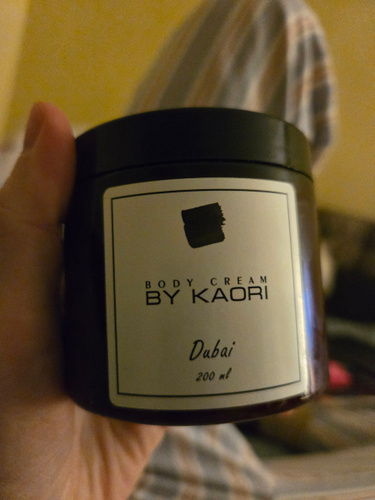 BODY CREAM
BY KAORI
Dubai
200 ml